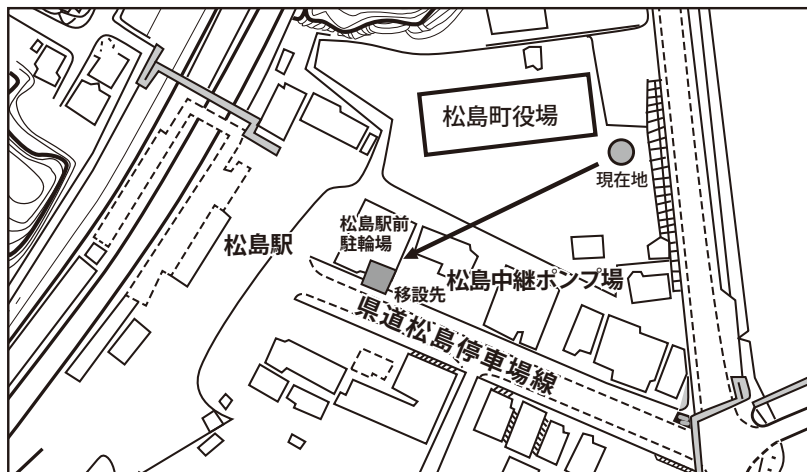 松島町役場
現在地
松島駅前
駐輪場
松島駅
松島中継ポンプ場
移設先
県道松島停車場線